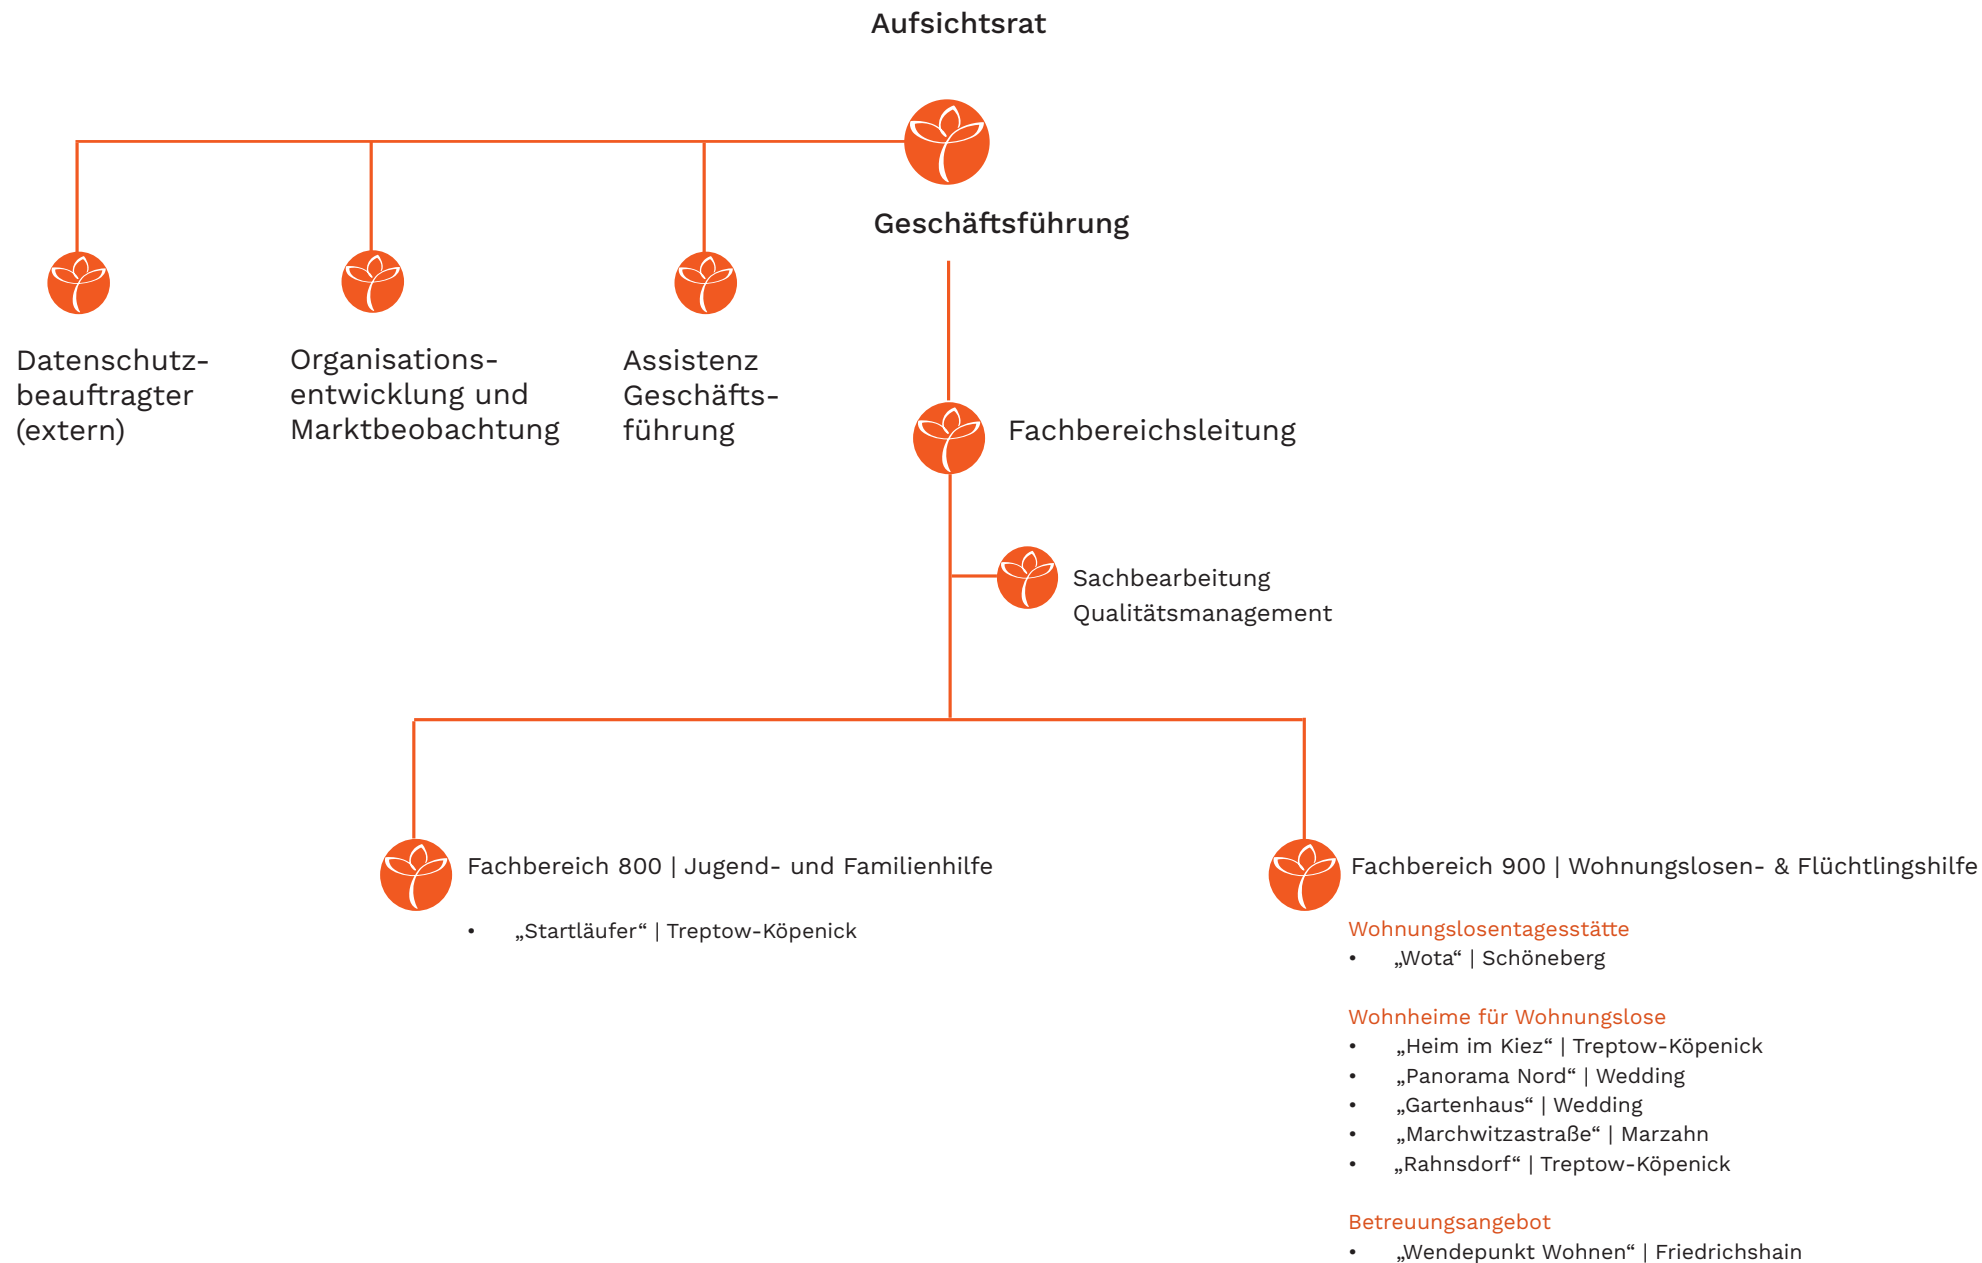 Aufsichtsrat
Geschäftsführung
Datenschutz-
beauftragter
(extern)
Organisations-
entwicklung und
Marktbeobachtung
Assistenz
Geschäfts-
führung
Fachbereichsleitung
Sachbearbeitung
Qualitätsmanagement
Fachbereich 800 | Jugend- und Familienhilfe
• „Startläufer“ | Treptow-Köpenick
Fachbereich 900 | Wohnungslosen- & Flüchtlingshilfe
Wohnungslosentagesstätte
• „Wota“ | Schöneberg
Wohnheime für Wohnungslose
• „Heim im Kiez“ | Treptow-Köpenick
• „Panorama Nord“ | Wedding
• „Gartenhaus“ | Wedding
• „Marchwitzastraße“ | Marzahn
• „Rahnsdorf“ | Treptow-Köpenick
Betreuungsangebot
• „Wendepunkt Wohnen“ | Friedrichshain